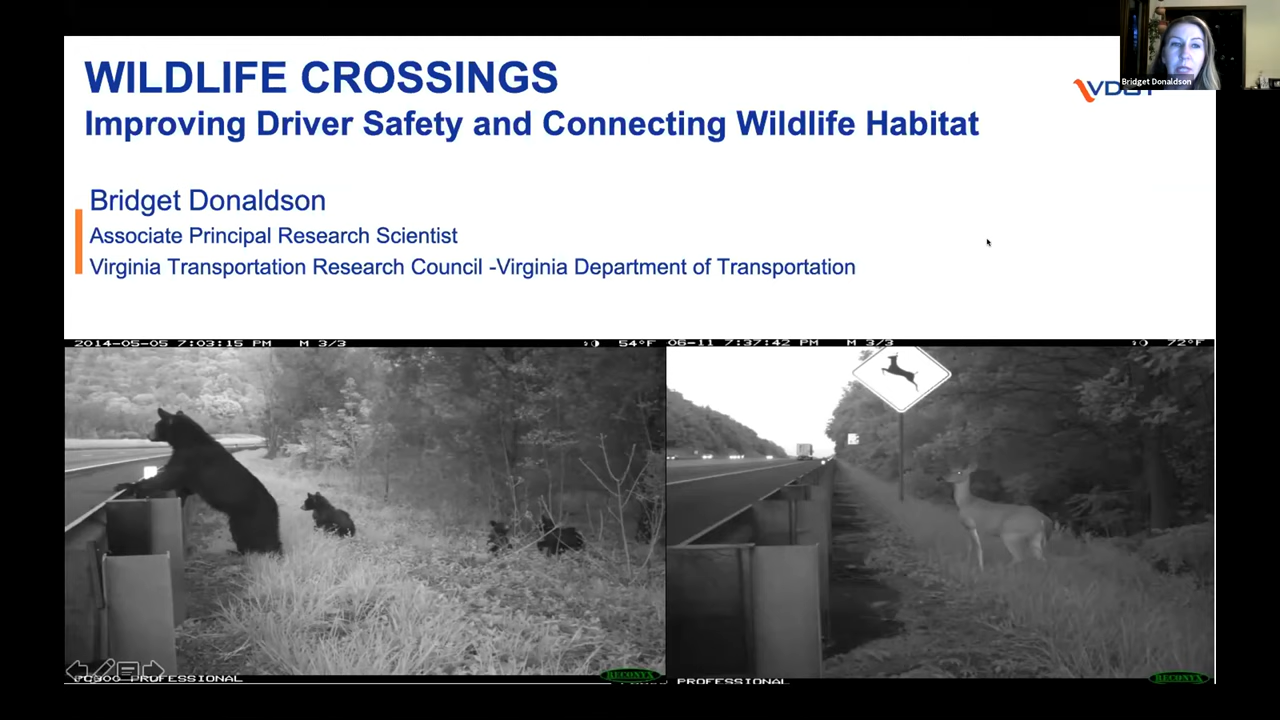 WILDLIFE CROSSINGS
Improving Driver Safety and Connecting Wildlife Habitat
Bridget Donaldson
Bridget Donaldson
Associate Principal Research Scientist
Virginia Transportation Research Council -Virginia Department of Transportation
2014-05-05 7:03:15 PM M 3/3 54°F
06-11 7:37:42 PM M 3/3 72°F
PROFESSIONAL RECONYX
PROFESSIONAL RECONYX